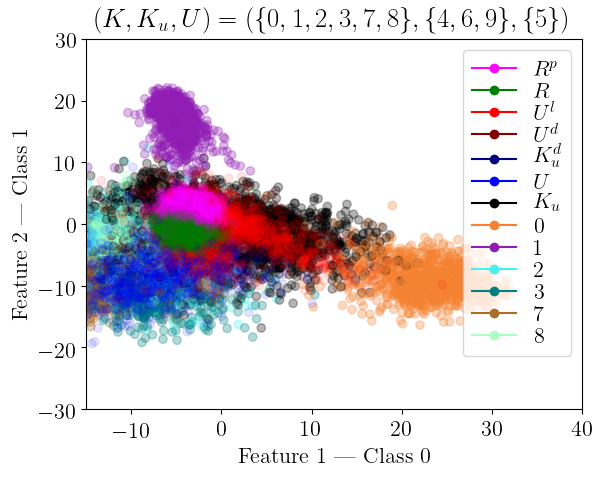 (K, K_u, U) = ({0, 1, 2, 3, 7, 8}, {4, 6, 9}, {5})
30
20
10
0
−10
−20
−30
Feature 2 — Class 1
R^p
R
U^l
U^d
K_u^d
U
K_u
0
1
2
3
7
8
−10
0
10
20
30
40
Feature 1 — Class 0